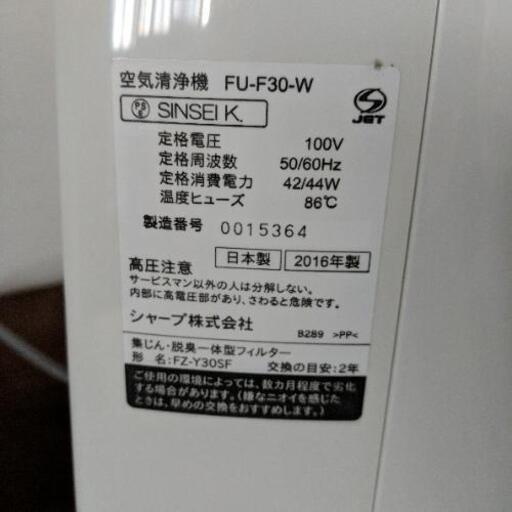 空気清浄機 FU-F30-W
PS E SINSEI K. JET
定格電圧 100V
定格周波数 50/60Hz
定格消費電力 42/44W
温度ヒューズ 86℃
製造番号 0015364
高圧注意 日本製 2016年製
サービスマン以外の人は分解しない。
内部に高電圧部があり、さわると危険です。
シャープ株式会社 B289 >PP<
集じん・脱臭一体型フィルター
形 名:FZ-Y30SF 交換の目安:2年
ご使用の環境によっては、数カ月程度で劣化
する場合があります。(嫌なニオイを感じた
ときは、早めの交換をおすすめします。)